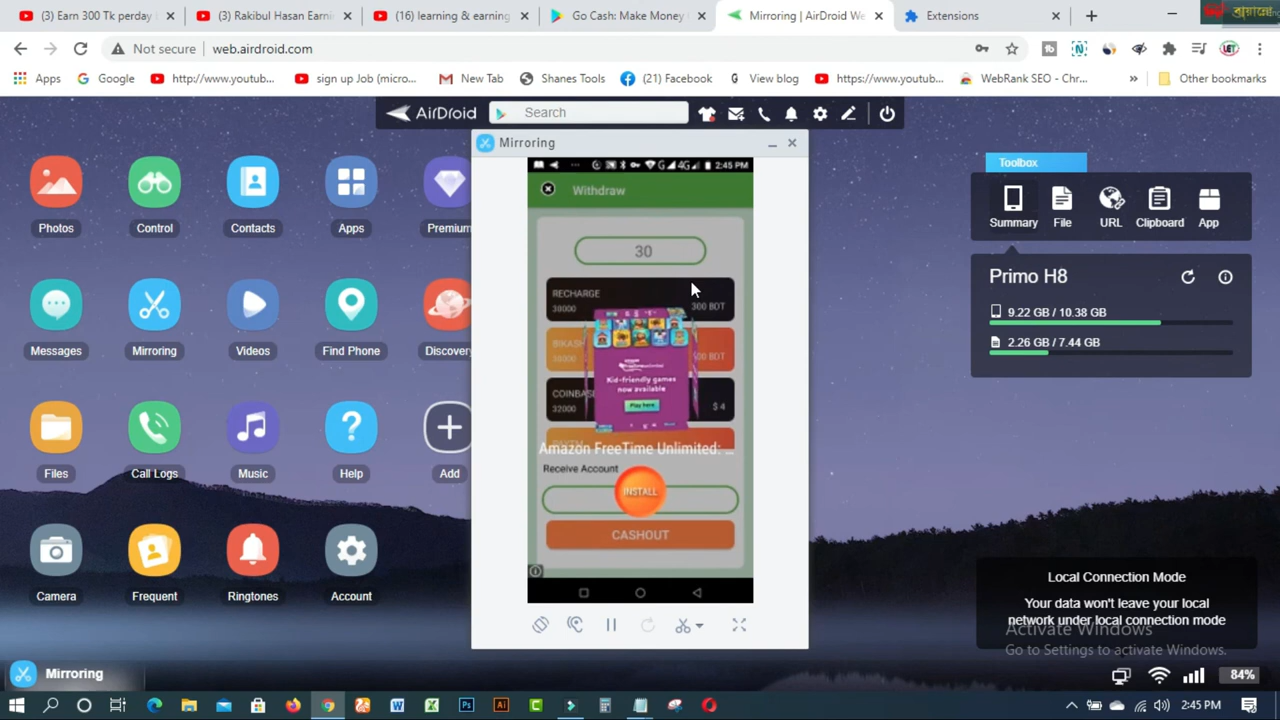 (3) Earn 300 Tk perday
(3) Rakibul Hasan Earni
(16) learning & earning
Go Cash: Make Money
Mirroring | AirDroid We
Extensions
Not secure
web.airdroid.com
Apps
Google
http://www.youtub...
sign up Job (micro...
New Tab
Shanes Tools
(21) Facebook
View blog
https://www.youtu...
WebRank SEO - Chr...
Other bookmarks
AirDroid
Search
Mirroring
Toolbox
Summary
File
URL
Clipboard
App
Primo H8
9.22 GB / 10.38 GB
2.26 GB / 7.44 GB
Photos
Control
Contacts
Apps
Premium
Messages
Mirroring
Videos
Find Phone
Discovery
Files
Call Logs
Music
Help
Add
Camera
Frequent
Ringtones
Account
4G
2:45 PM
Withdraw
30
RECHARGE
300 BDT
Kid-friendly games
now available
Play here
$ 4
32000
Amazon FreeTime Unlimited: ...
Receive Account
INSTALL
CASHOUT
Local Connection Mode
Your data won't leave your local
network under local connection mode
Activate Windows
Go to Settings to activate Windows.
Mirroring
84%
2:45 PM